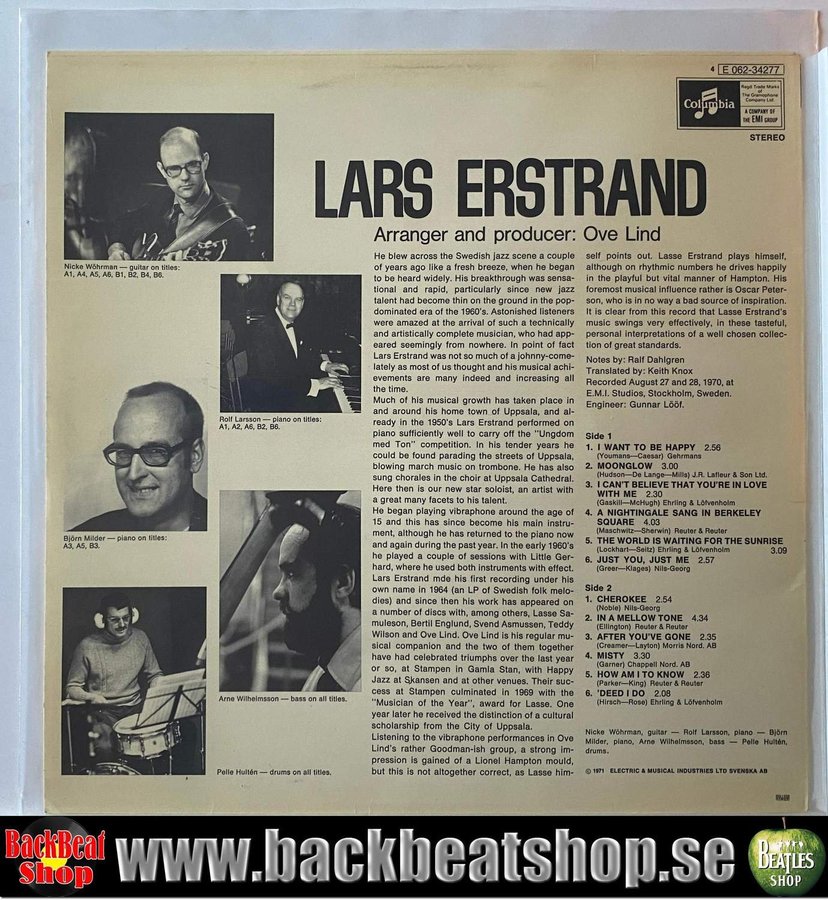 4 E 062-34277
Columbia
Regd Trade Marks
of
The Gramophone
Company Ltd.
A COMPANY OF
THE EMI GROUP
STEREO
LARS ERSTRAND
Arranger and producer: Ove Lind
Nicke Wöhrman — guitar on titles:
A1, A4, A5, A6, B1, B2, B4, B6.
Rolf Larsson — piano on titles:
A1, A2, A6, B2, B6.
Björn Milder — piano on titles:
A3, A5, B3.
Arne Wilhelmsson — bass on all titles.
Pelle Hultén — drums on all titles.
He blew across the Swedish jazz scene a couple
of years ago like a fresh breeze, when he began
to be heard widely. His breakthrough was sensa-
tional and rapid, particularly since new jazz
talent had become thin on the ground in the pop-
dominated era of the 1960's. Astonished listeners
were amazed at the arrival of such a technically
and artistically complete musician, who had app-
eared seemingly from nowhere. In point of fact
Lars Erstrand was not so much of a johnny-come-
lately as most of us thought and his musical achi-
evements are many indeed and increasing all
the time.
Much of his musical growth has taken place in
and around his home town of Uppsala, and al-
ready in the 1950's Lars Erstrand performed on
piano sufficiently well to carry off the "Ungdom
med Ton" competition. In his tender years he
could be found parading the streets of Uppsala,
blowing march music on trombone. He has also
sung chorales in the choir at Uppsala Cathedral.
Here then is our new star soloist, an artist with
a great many facets to his talent.
He began playing vibraphone around the age of
15 and this has since become his main instru-
ment, although he has returned to the piano now
and again during the past year. In the early 1960's
he played a couple of sessions with Little Ger-
hard, where he used both instruments with effect.
Lars Erstrand mde his first recording under his
own name in 1964 (an LP of Swedish folk melo-
dies) and since then his work has appeared on
a number of discs with, among others, Lasse Sa-
muleson, Bertil Englund, Svend Asmussen, Teddy
Wilson and Ove Lind. Ove Lind is his regular mu-
sical companion and the two of them together
have had celebrated triumphs over the last year
or so, at Stampen in Gamla Stan, with Happy
Jazz at Skansen and at other venues. Their suc-
cess at Stampen culminated in 1969 with the
"Musician of the Year", award for Lasse. One
year later he received the distinction of a cultural
scholarship from the City of Uppsala.
Listening to the vibraphone performances in Ove
Lind's rather Goodman-ish group, a strong im-
pression is gained of a Lionel Hampton mould,
but this is not altogether correct, as Lasse him-
self points out. Lasse Erstrand plays himself,
although on rhythmic numbers he drives happily
in the playful but vital manner of Hampton. His
foremost musical influence rather is Oscar Peter-
son, who is in no way a bad source of inspiration.
It is clear from this record that Lasse Erstrand's
music swings very effectively, in these tasteful,
personal interpretations of a well chosen collec-
tion of great standards.
Notes by: Ralf Dahlgren
Translated by: Keith Knox
Recorded August 27 and 28, 1970, at
E.M.I. Studios, Stockholm, Sweden.
Engineer: Gunnar Lööf.
Side 1
1. I WANT TO BE HAPPY 2.56
(Youmans—Caesar) Gehrmans
2. MOONGLOW 3.00
(Hudson—De Lange—Mills) J.R. Lafleur & Son Ltd.
3. I CAN'T BELIEVE THAT YOU'RE IN LOVE
WITH ME 2.30
(Gaskill—McHugh) Ehrling & Löfvenholm
4. A NIGHTINGALE SANG IN BERKELEY
SQUARE 4.03
(Maschwitz—Sherwin) Reuter & Reuter
5. THE WORLD IS WAITING FOR THE SUNRISE
(Lockhart—Seitz) Ehrling & Löfvenholm 3.09
6. JUST YOU, JUST ME 2.57
(Greer—Klages) Nils-Georg
Side 2
1. CHEROKEE 2.54
(Noble) Nils-Georg
2. IN A MELLOW TONE 4.34
(Ellington) Reuter & Reuter
3. AFTER YOU'VE GONE 2.35
(Creamer—Layton) Morris Nord. AB
4. MISTY 3.30
(Garner) Chappell Nord. AB
5. HOW AM I TO KNOW 2.36
(Parker—King) Reuter & Reuter
6. 'DEED I DO 2.08
(Hirsch—Rose) Ehrling & Löfvenholm
Nicke Wöhrman, guitar — Rolf Larsson, piano — Björn
Milder, piano, Arne Wilhelmsson, bass — Pelle Hultén,
drums.
© 1971 ELECTRIC & MUSICAL INDUSTRIES LTD SVENSKA AB
BackBeat
Shop
www.backbeatshop.se
BEATLES
SHOP